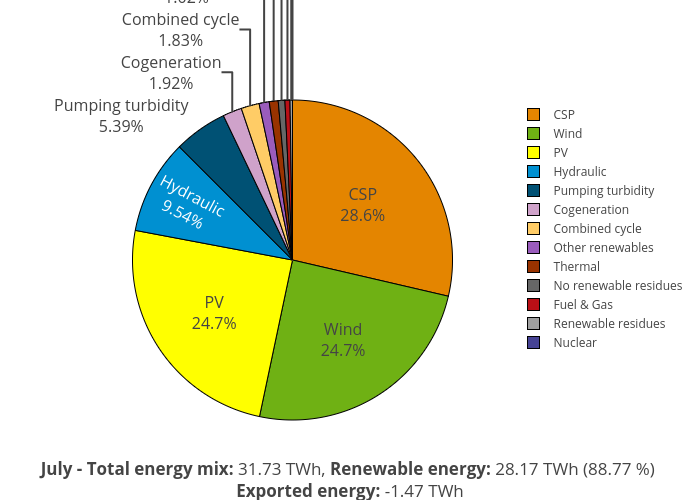 1.02%
Combined cycle
1.83%
Cogeneration
1.92%
Pumping turbidity
5.39%
Hydraulic
9.54%
CSP
28.6%
PV
24.7%
Wind
24.7%
CSP
Wind
PV
Hydraulic
Pumping turbidity
Cogeneration
Combined cycle
Other renewables
Thermal
No renewable residues
Fuel & Gas
Renewable residues
Nuclear
July - Total energy mix: 31.73 TWh, Renewable energy: 28.17 TWh (88.77 %)
Exported energy: -1.47 TWh